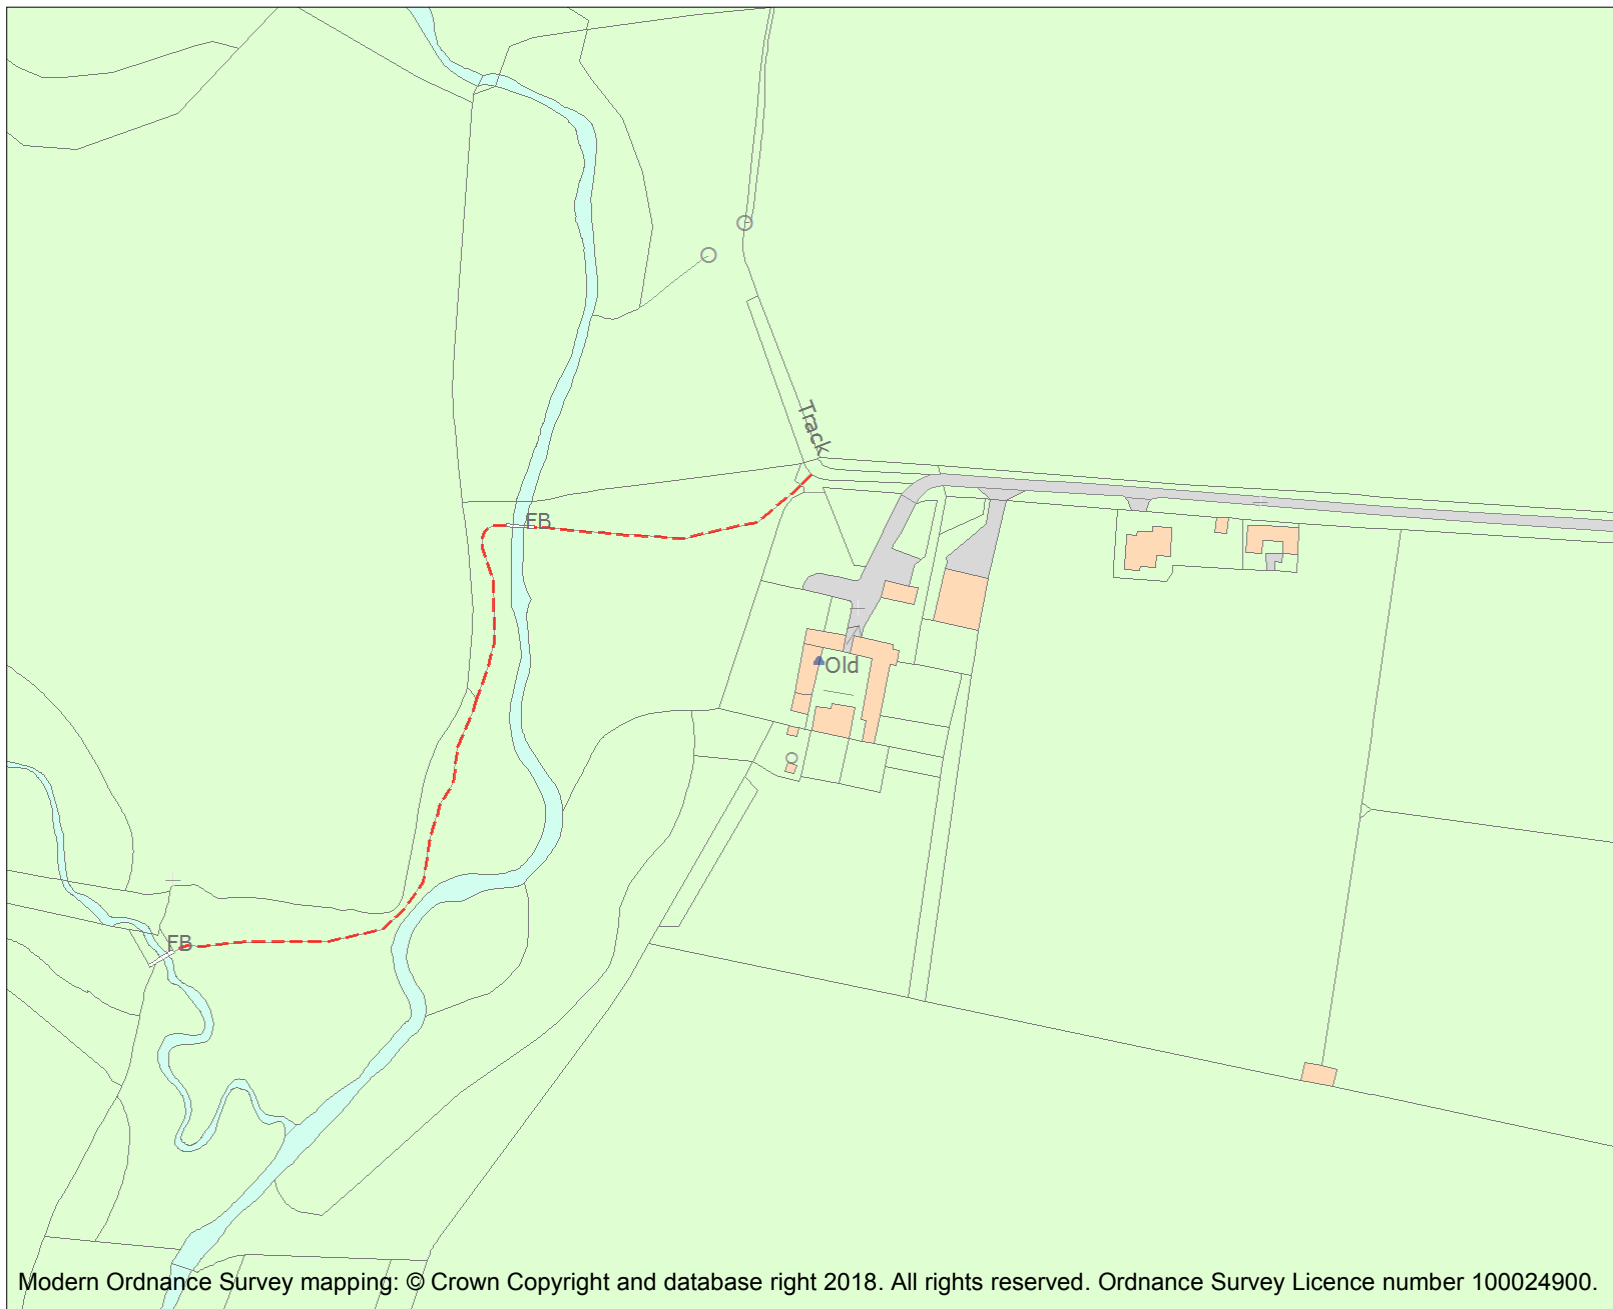 Track
FB
Old
FB
Modern Ordnance Survey mapping: © Crown Copyright and database right 2018. All rights reserved. Ordnance Survey Licence number 100024900.